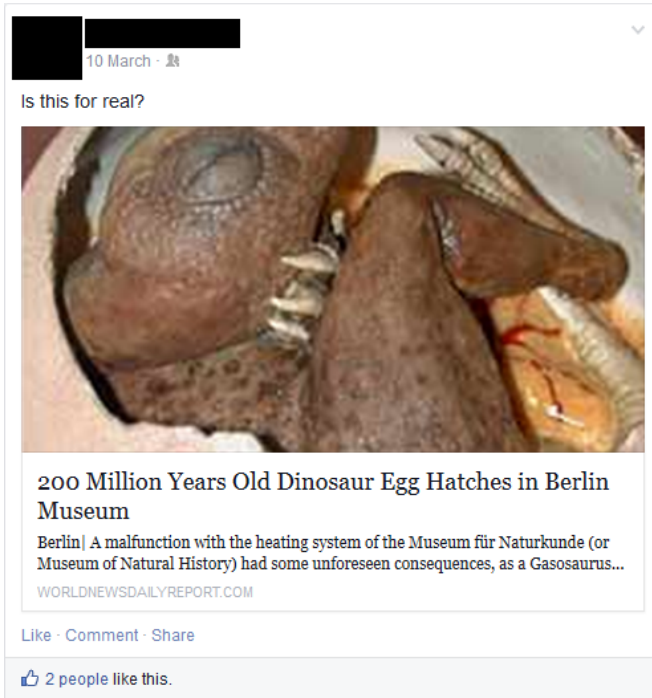 10 March ·
Is this for real?
200 Million Years Old Dinosaur Egg Hatches in Berlin
Museum
Berlin| A malfunction with the heating system of the Museum für Naturkunde (or
Museum of Natural History) had some unforeseen consequences, as a Gasosaurus...
WORLDNEWSDAILYREPORT.COM
Like · Comment · Share
2 people like this.